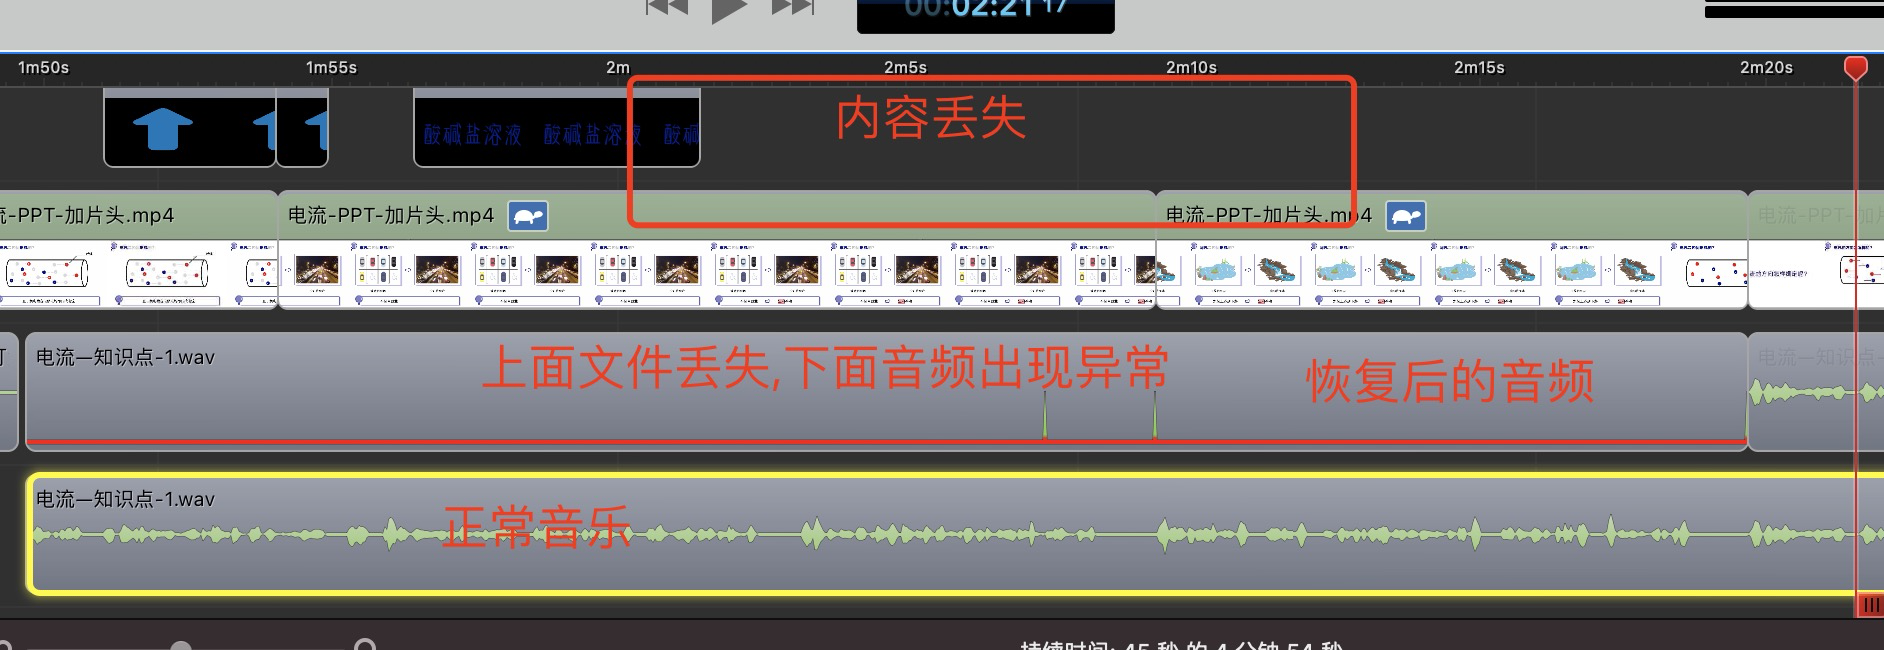 00:02:21 17
1m50s 1m55s 2m 2m5s 2m10s 2m15s 2m20s
内容丢失
酸碱盐溶液 酸碱盐溶液 酸碱
流-PPT-加片头.mp4 电流-PPT-加片头.mp4 电流-PPT-加片头.mp4 电流-PPT-加片
电流—知识点-1.wav 电流—知识点-
上面文件丢失,下面音频出现异常 恢复后的音频
电流—知识点-1.wav
正常音乐
持续时间: 45 秒 的 4 分钟 54 秒